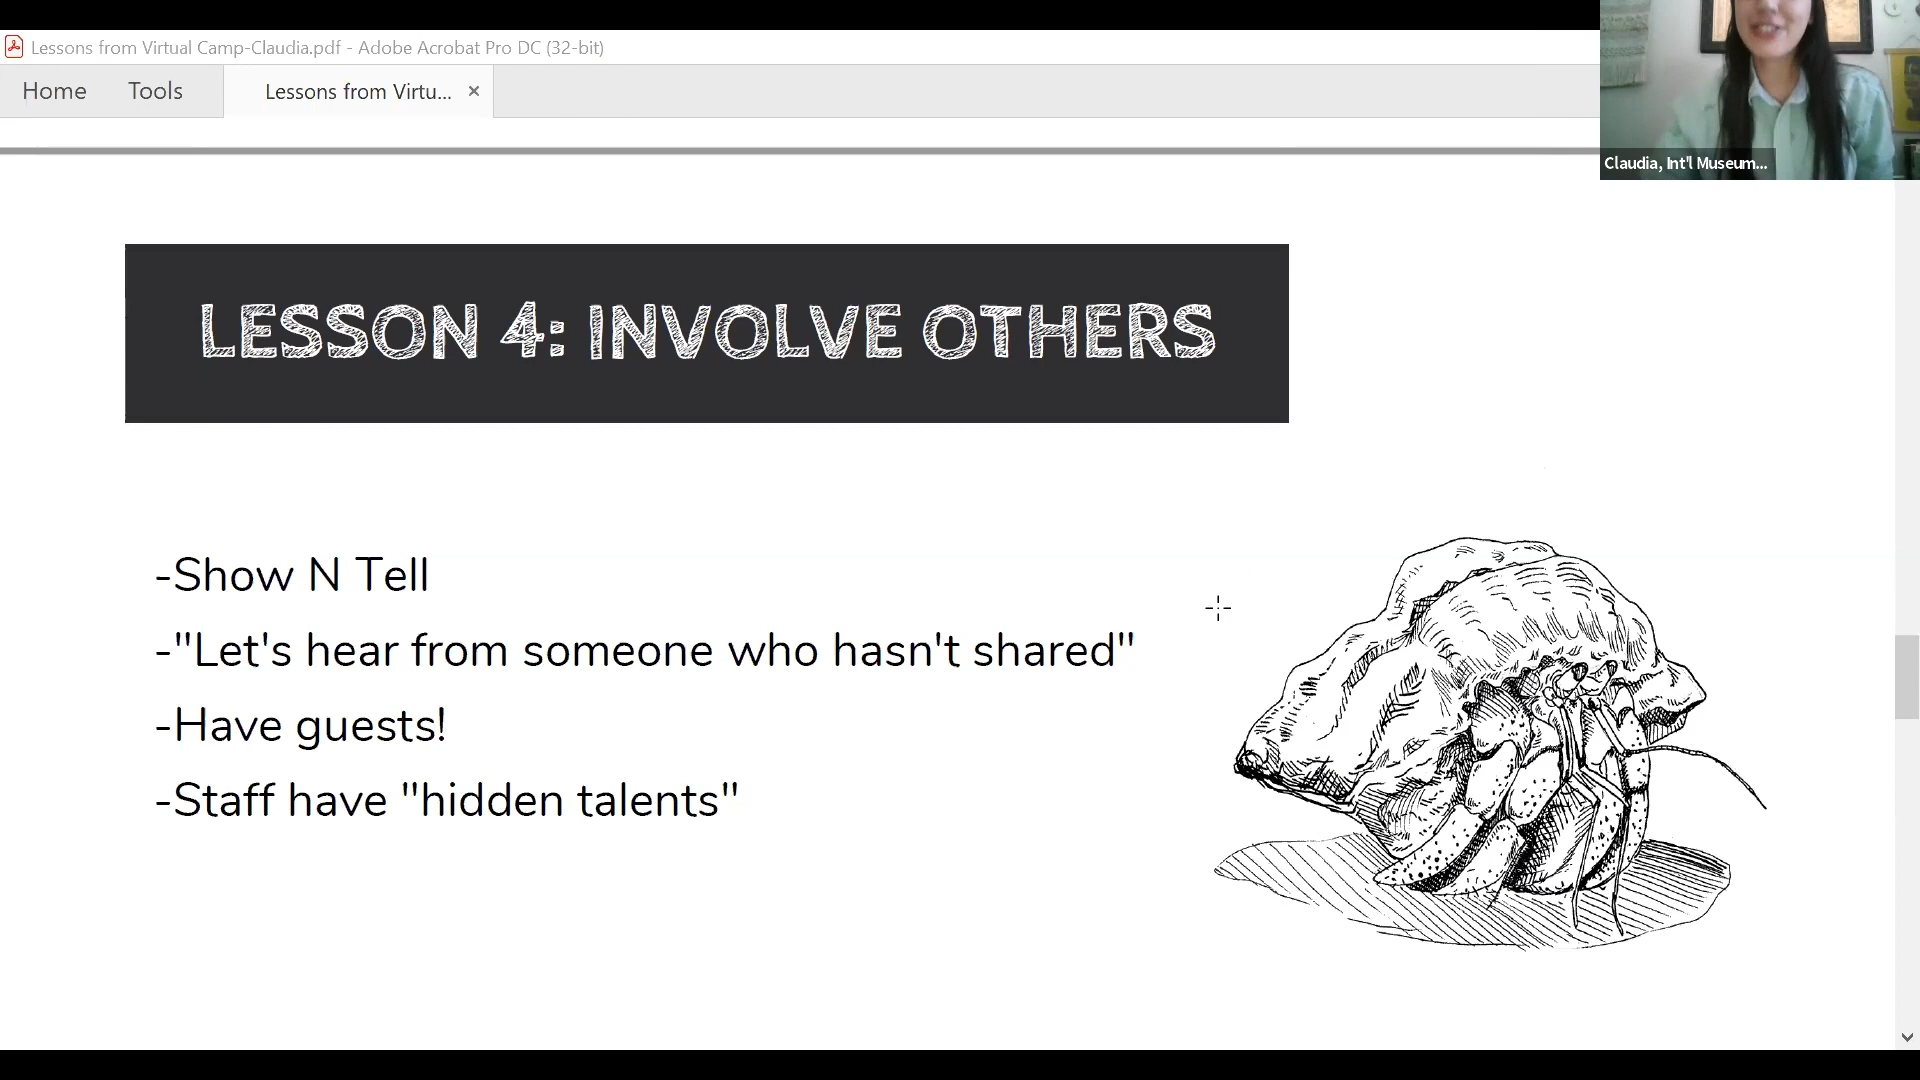 Lessons from Virtual Camp-Claudia.pdf - Adobe Acrobat Pro DC (32-bit)
Home Tools Lessons from Virtu... ×
Claudia, Int'l Museum...
LESSON 4: INVOLVE OTHERS
-Show N Tell
-"Let's hear from someone who hasn't shared"
-Have guests!
-Staff have "hidden talents"